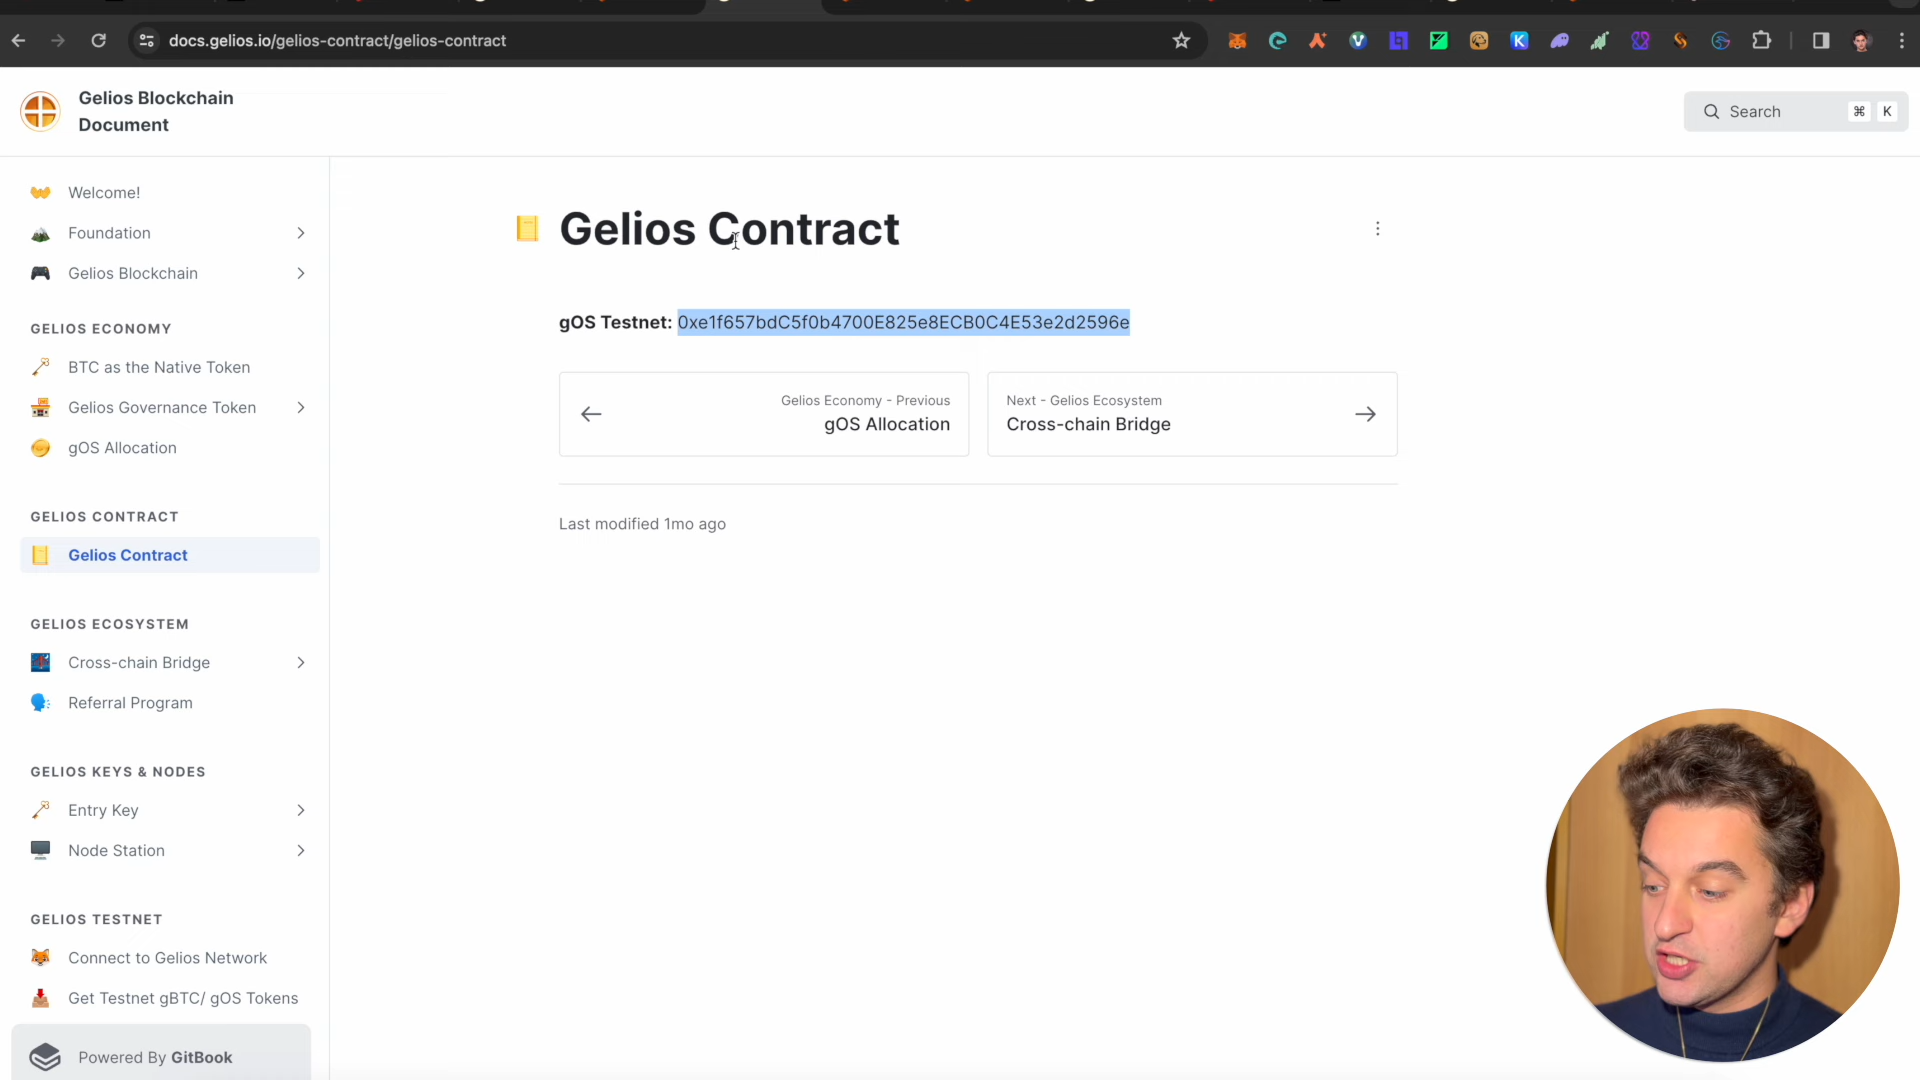 docs.gelios.io/gelios-contract/gelios-contract
Gelios Blockchain
Document
Search
⌘ K
Welcome!
Foundation
Gelios Blockchain
GELIOS ECONOMY
BTC as the Native Token
Gelios Governance Token
gOS Allocation
GELIOS CONTRACT
Gelios Contract
GELIOS ECOSYSTEM
Cross-chain Bridge
Referral Program
GELIOS KEYS & NODES
Entry Key
Node Station
GELIOS TESTNET
Connect to Gelios Network
Get Testnet gBTC/ gOS Tokens
Powered By GitBook
Gelios Contract
gOS Testnet: 0xe1f657bdC5f0b4700E825e8ECB0C4E53e2d2596e
Gelios Economy - Previous
gOS Allocation
Next - Gelios Ecosystem
Cross-chain Bridge
Last modified 1mo ago